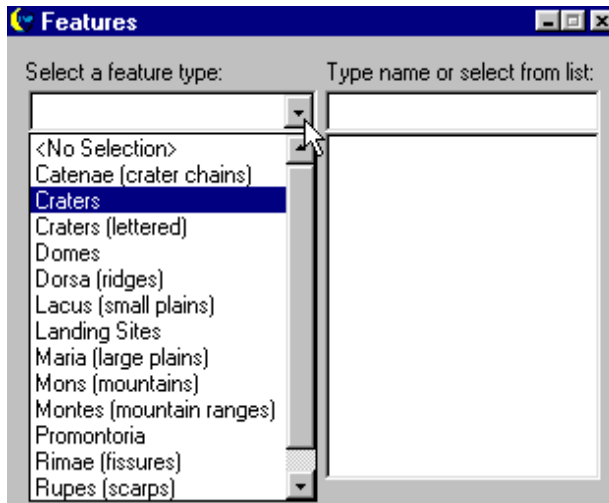 Features
Select a feature type:
Type name or select from list:
<No Selection>
Catenae (crater chains)
Craters
Craters (lettered)
Domes
Dorsa (ridges)
Lacus (small plains)
Landing Sites
Maria (large plains)
Mons (mountains)
Montes (mountain ranges)
Promontoria
Rimae (fissures)
Rupes (scarps)